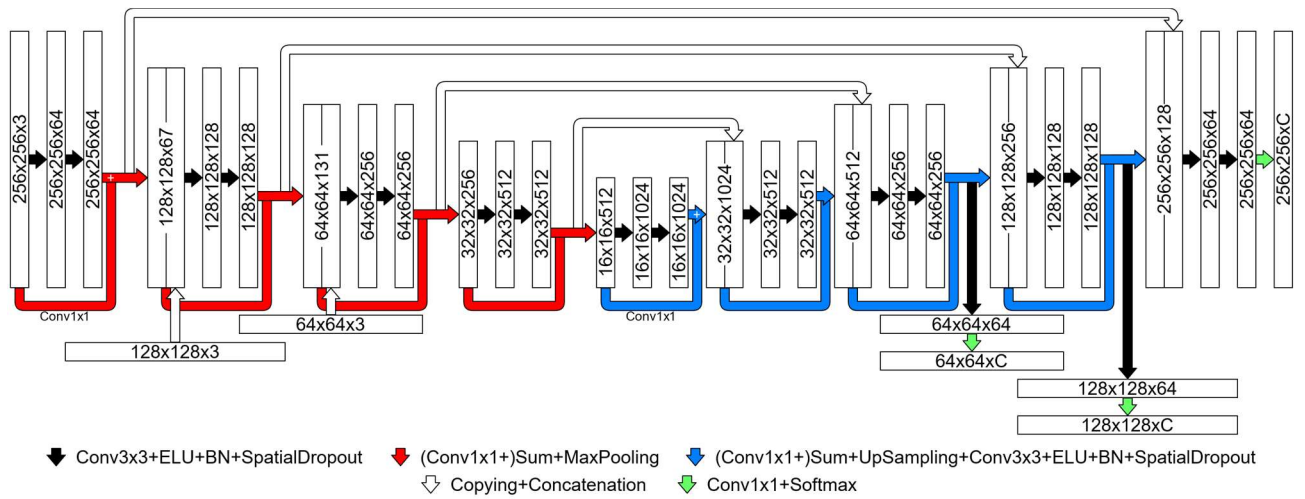 256x256x3
256x256x64
256x256x64
128x128x67
128x128x128
128x128x128
64x64x131
64x64x256
64x64x256
32x32x256
32x32x512
32x32x512
16x16x512
16x16x1024
16x16x1024
32x32x1024
32x32x512
32x32x512
64x64x512
64x64x256
64x64x256
128x128x256
128x128x128
128x128x128
256x256x128
256x256x64
256x256x64
256x256xC
+
+
Conv1x1
Conv1x1
64x64x3
128x128x3
64x64x64
64x64xC
128x128x64
128x128xC
Conv3x3+ELU+BN+SpatialDropout
(Conv1x1+)Sum+MaxPooling
(Conv1x1+)Sum+UpSampling+Conv3x3+ELU+BN+SpatialDropout
Copying+Concatenation
Conv1x1+Softmax